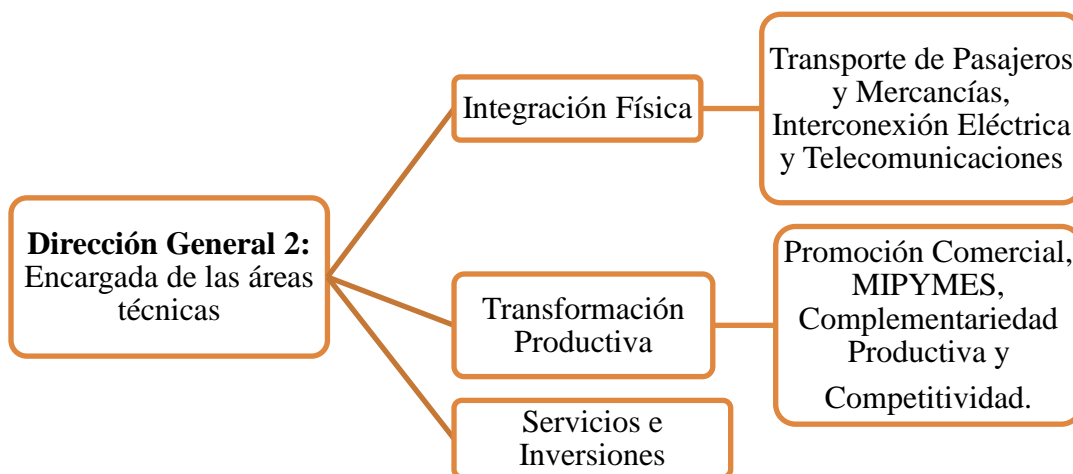 Dirección General 2:
Encargada de las áreas
técnicas
Integración Física
Transporte de Pasajeros
y Mercancías,
Interconexión Eléctrica
y Telecomunicaciones
Transformación
Productiva
Promoción Comercial,
MIPYMES,
Complementariedad
Productiva y
Competitividad.
Servicios e
Inversiones